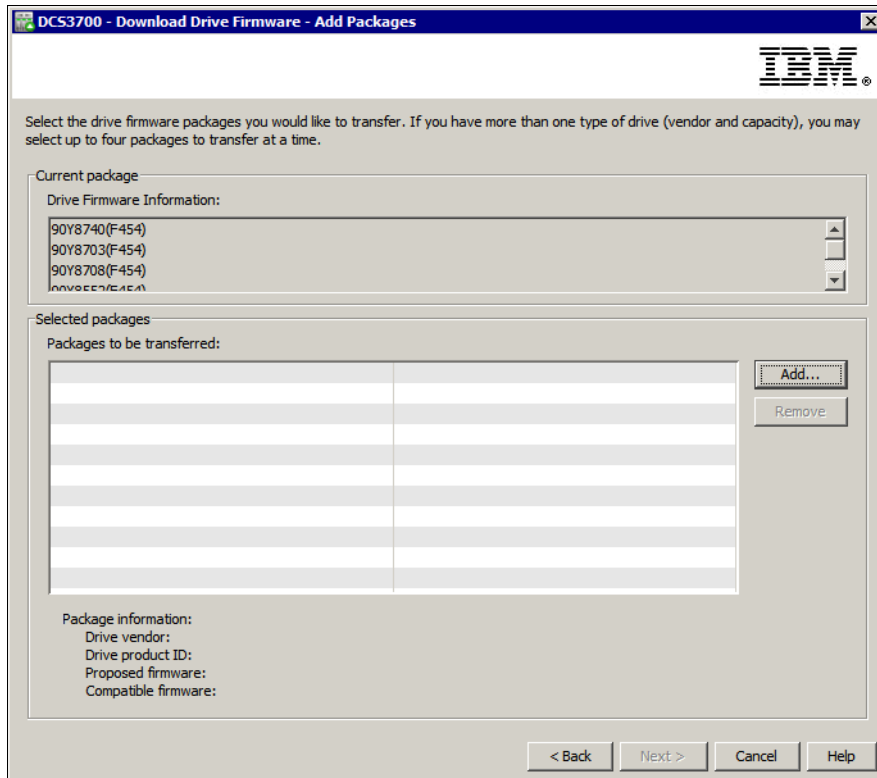 DCS3700 - Download Drive Firmware - Add Packages
IBM®
Select the drive firmware packages you would like to transfer. If you have more than one type of drive (vendor and capacity), you may
select up to four packages to transfer at a time.
Current package
Drive Firmware Information:
90Y8740(F454)
90Y8703(F454)
90Y8708(F454)
Selected packages
Packages to be transferred:
Add...
Remove
Package information:
Drive vendor:
Drive product ID:
Proposed firmware:
Compatible firmware:
< Back
Next >
Cancel
Help